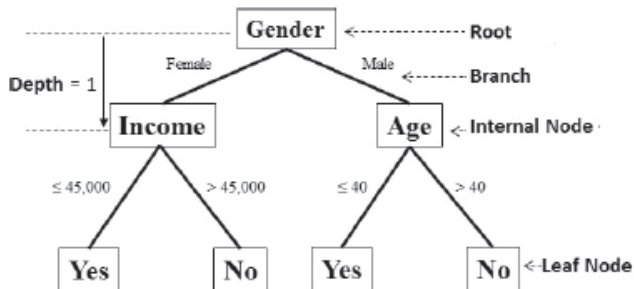 Gender
Root
Female
Male
Branch
Depth = 1
Income
Age
Internal Node
≤ 45,000
> 45,000
≤ 40
> 40
Yes
No
Yes
No
Leaf Node